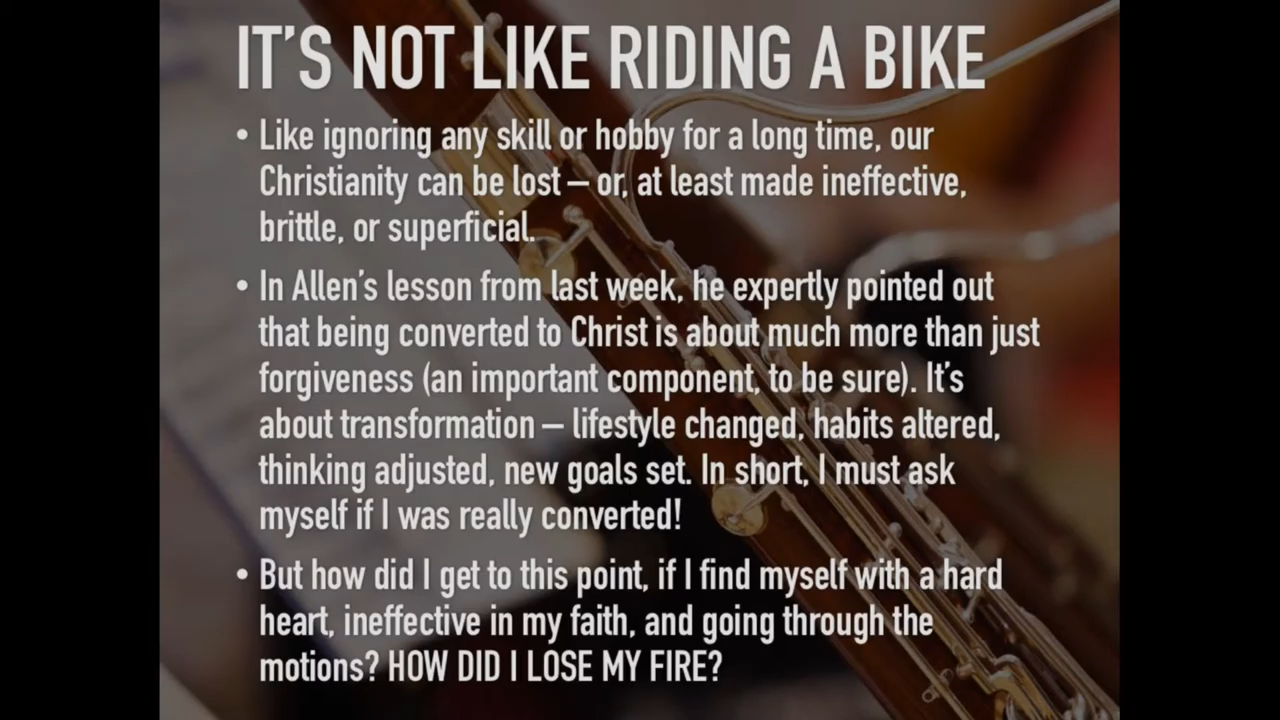 IT'S NOT LIKE RIDING A BIKE
• Like ignoring any skill or hobby for a long time, our
Christianity can be lost – or, at least made ineffective,
brittle, or superficial.
• In Allen's lesson from last week, he expertly pointed out
that being converted to Christ is about much more than just
forgiveness (an important component, to be sure). It's
about transformation – lifestyle changed, habits altered,
thinking adjusted, new goals set. In short, I must ask
myself if I was really converted!
• But how did I get to this point, if I find myself with a hard
heart, ineffective in my faith, and going through the
motions? HOW DID I LOSE MY FIRE?